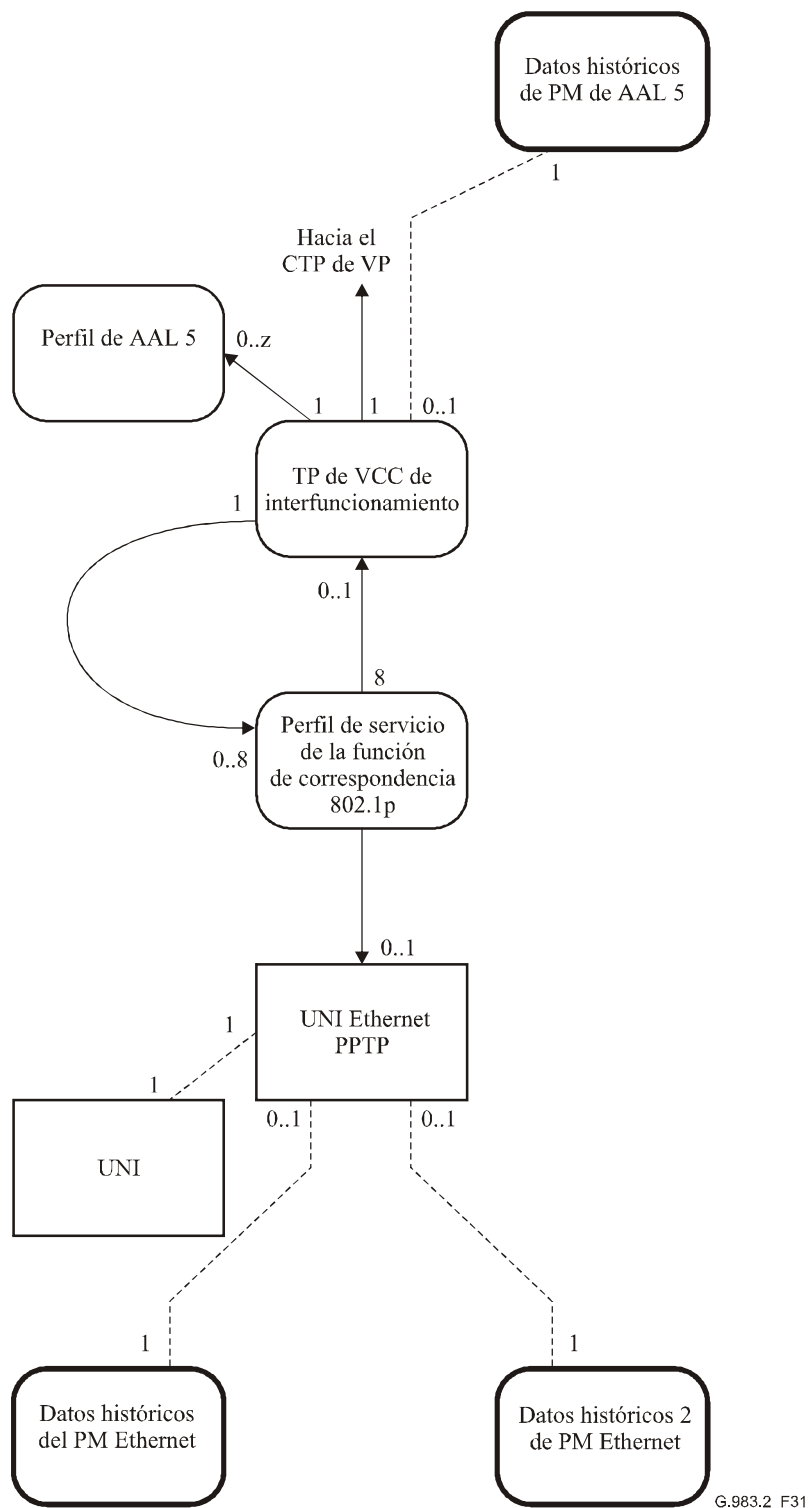 Datos históricos
de PM de AAL 5
1
Hacia el
CTP de VP
Perfil de AAL 5
0..z
1
1
0..1
TP de VCC de
interfuncionamiento
1
0..1
8
Perfil de servicio
de la función
de correspondencia
802.1p
0..8
0..1
UNI Ethernet
PPTP
1
1
0..1
0..1
UNI
1
1
Datos históricos
del PM Ethernet
Datos históricos 2
de PM Ethernet
G.983.2_F31